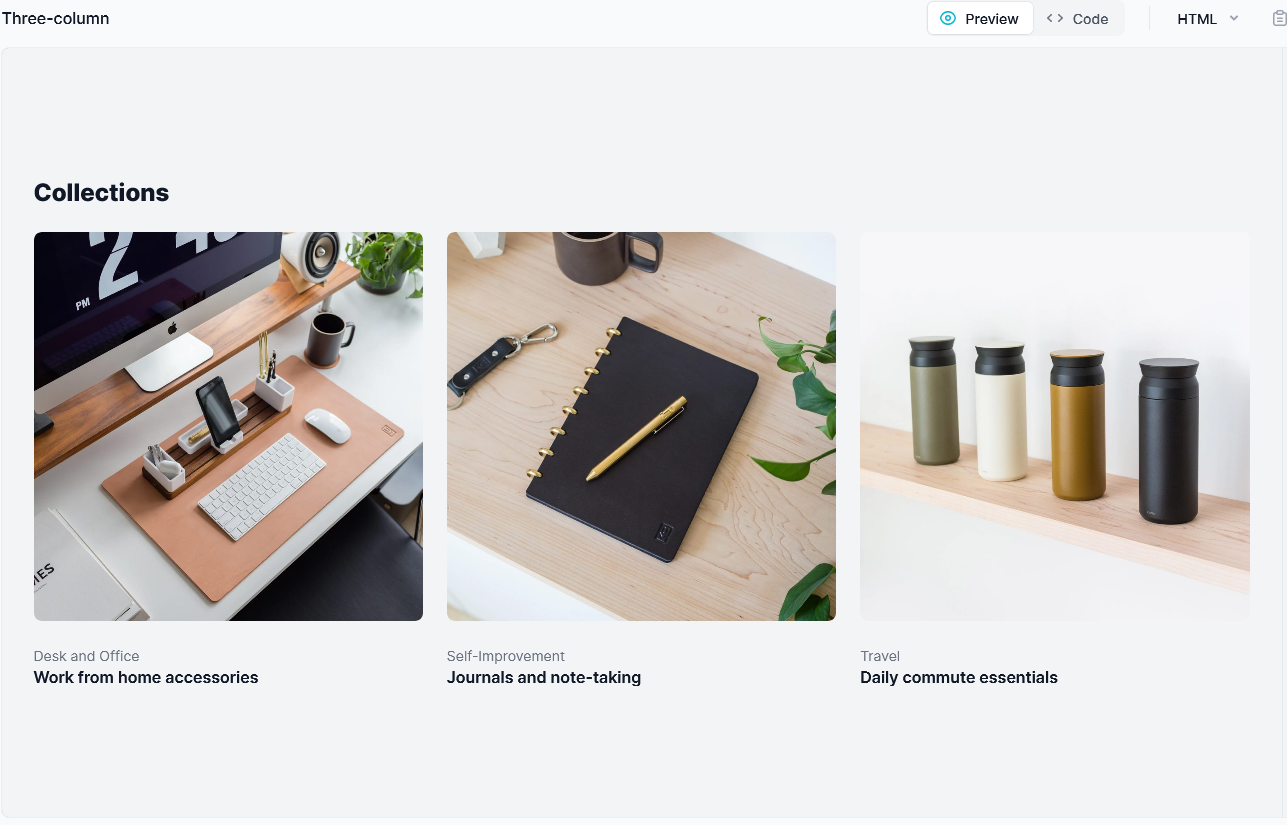 Three-column
Preview
Code
HTML
Collections
PM
Desk and Office
Work from home accessories
Self-Improvement
Journals and note-taking
Travel
Daily commute essentials